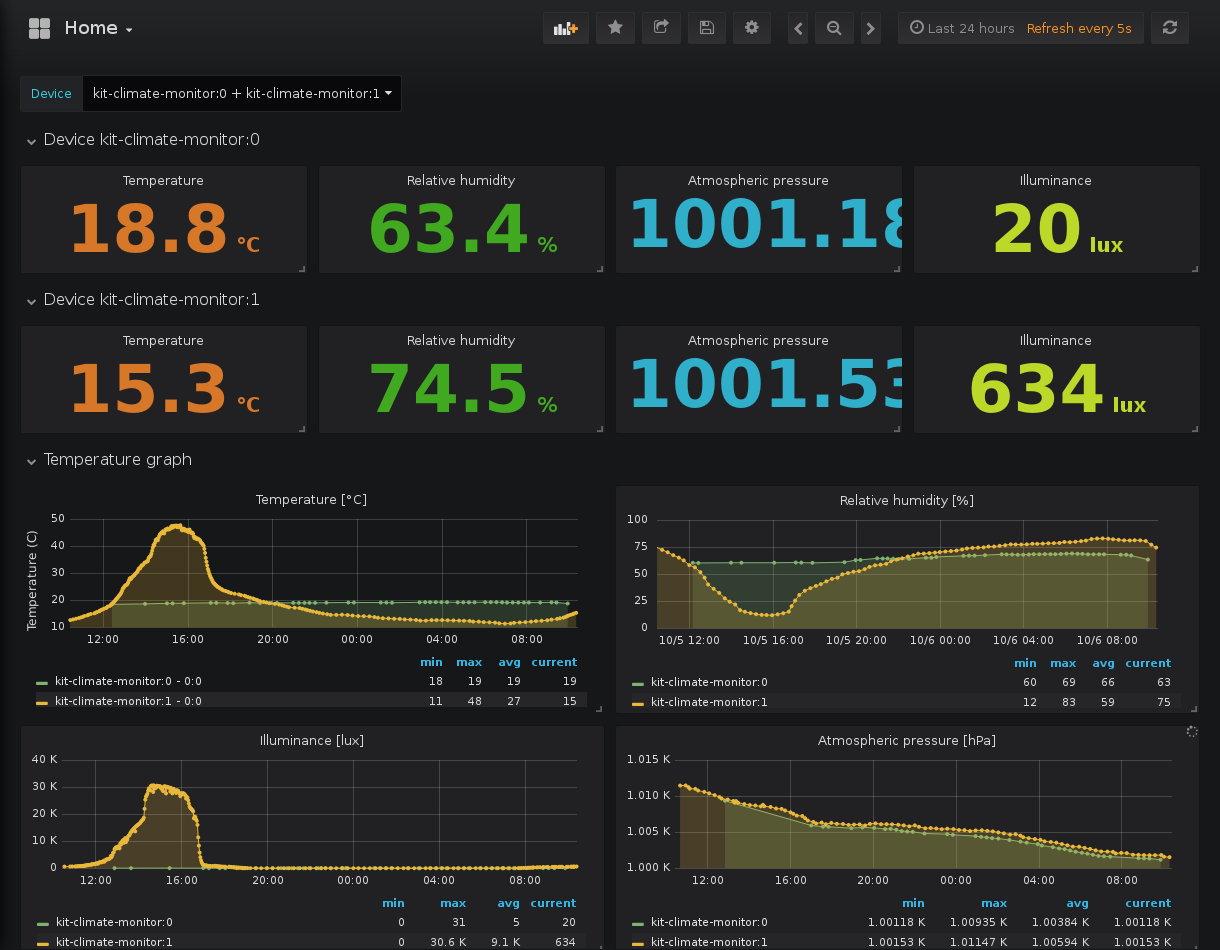 Home
Last 24 hours Refresh every 5s
Device kit-climate-monitor:0 + kit-climate-monitor:1
Device kit-climate-monitor:0
Temperature Relative humidity Atmospheric pressure Illuminance
18.8 °C 63.4 % 1001.18 20 lux
Device kit-climate-monitor:1
Temperature Relative humidity Atmospheric pressure Illuminance
15.3 °C 74.5 % 1001.53 634 lux
Temperature graph
Temperature [°C]
Temperature (C)
50
40
30
20
10
12:00 16:00 20:00 00:00 04:00 08:00
min max avg current
kit-climate-monitor:0 - 0:0 18 19 19 19
kit-climate-monitor:1 - 0:0 11 48 27 15
Relative humidity [%]
100
75
50
25
0
10/5 12:00 10/5 16:00 10/5 20:00 10/6 00:00 10/6 04:00 10/6 08:00
min max avg current
kit-climate-monitor:0 60 69 66 63
kit-climate-monitor:1 12 83 59 75
Illuminance [lux]
40 K
30 K
20 K
10 K
0
12:00 16:00 20:00 00:00 04:00 08:00
min max avg current
kit-climate-monitor:0 0 31 5 20
kit-climate-monitor:1 0 30.6 K 9.1 K 634
Atmospheric pressure [hPa]
1.015 K
1.010 K
1.005 K
1.000 K
12:00 16:00 20:00 00:00 04:00 08:00
min max avg current
kit-climate-monitor:0 1.00118 K 1.00935 K 1.00384 K 1.00118 K
kit-climate-monitor:1 1.00153 K 1.01147 K 1.00594 K 1.00153 K